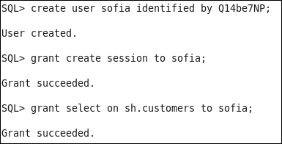 SQL> create user sofia identified by Q14be7NP;
User created.
SQL> grant create session to sofia;
Grant succeeded.
SQL> grant select on sh.customers to sofia;
Grant succeeded.